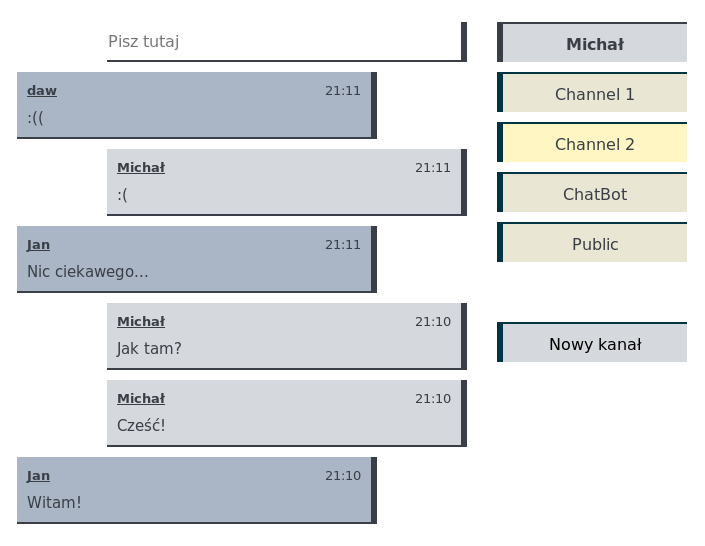 Pisz tutaj
daw 21:11
:((
Michał 21:11
:(
Jan 21:11
Nic ciekawego...
Michał 21:10
Jak tam?
Michał 21:10
Cześć!
Jan 21:10
Witam!
Michał
Channel 1
Channel 2
ChatBot
Public
Nowy kanał